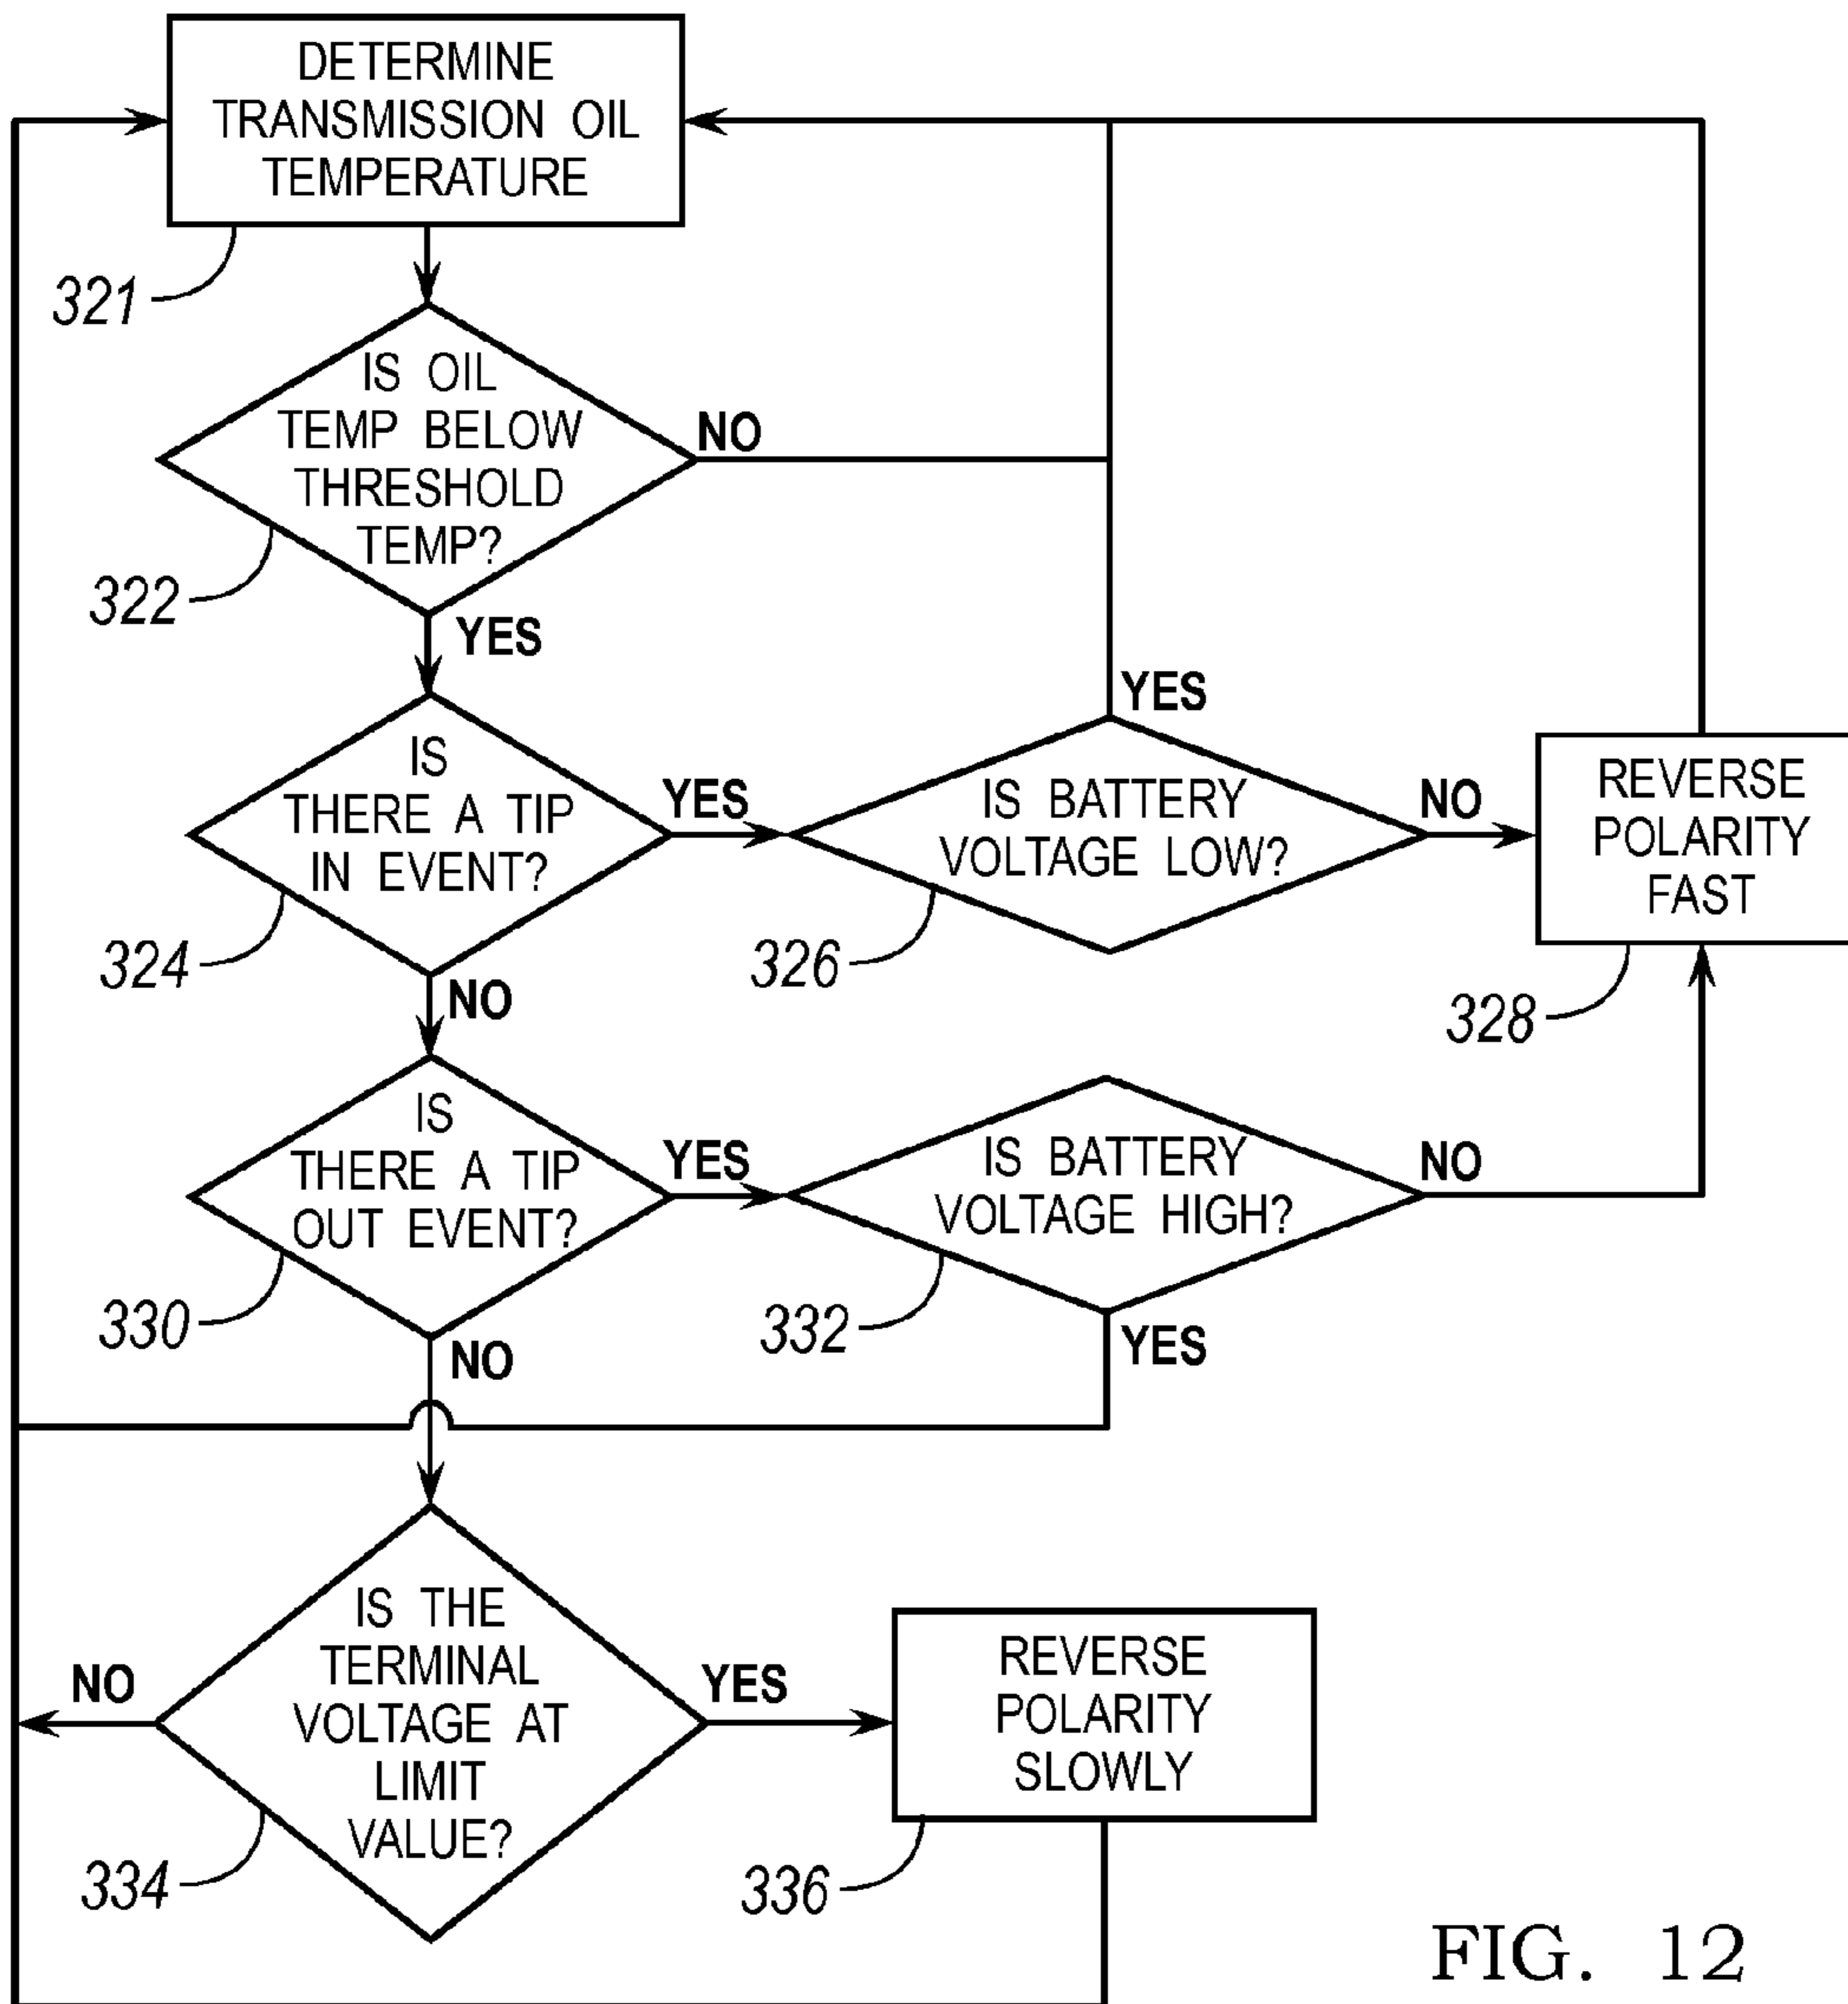 DETERMINE
TRANSMISSION OIL
TEMPERATURE
321
IS OIL
TEMP BELOW
THRESHOLD
TEMP?
NO
322
YES
IS
THERE A TIP
IN EVENT?
YES
324
NO
IS BATTERY
VOLTAGE LOW?
YES
NO
326
REVERSE
POLARITY
FAST
328
IS
THERE A TIP
OUT EVENT?
YES
330
NO
IS BATTERY
VOLTAGE HIGH?
NO
332
YES
IS THE
TERMINAL
VOLTAGE AT
LIMIT
VALUE?
NO
YES
334
REVERSE
POLARITY
SLOWLY
336
FIG. 12